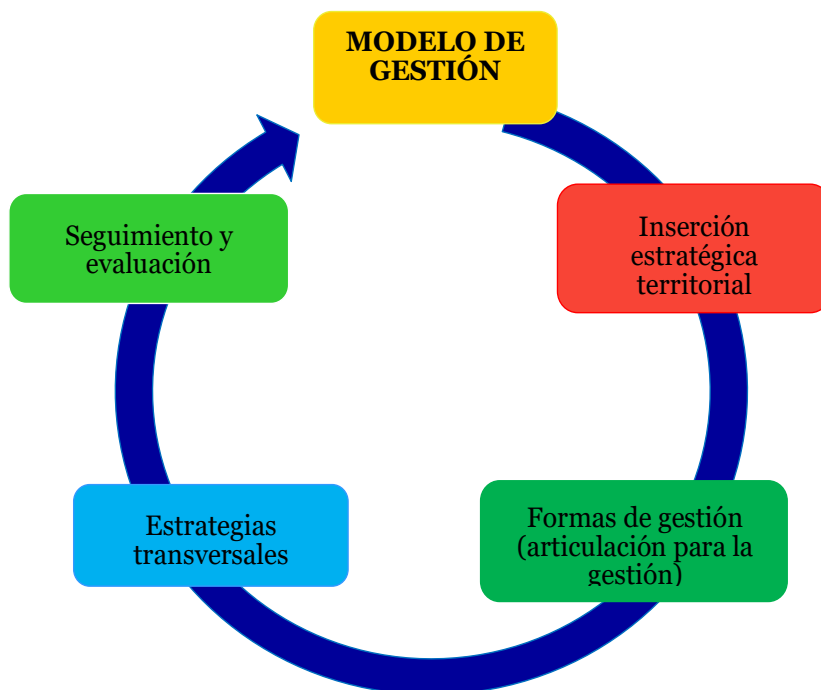 MODELO DE
GESTIÓN
Inserción
estratégica
territorial
Formas de gestión
(articulación para la
gestión)
Estrategias
transversales
Seguimiento y
evaluación